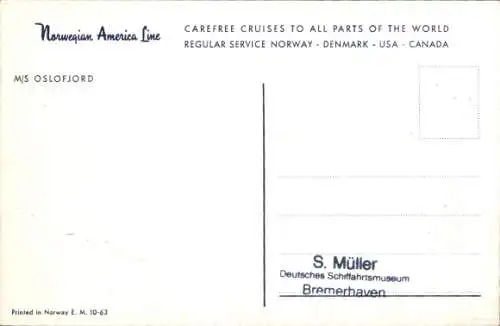 Norwegian America Line
CAREFREE CRUISES TO ALL PARTS OF THE WORLD
REGULAR SERVICE NORWAY - DENMARK - USA - CANADA
M/S OSLOFJORD
S. Müller
Deutsches Schiffahrtsmuseum
Bremerhaven
Printed in Norway E. M. 10-63